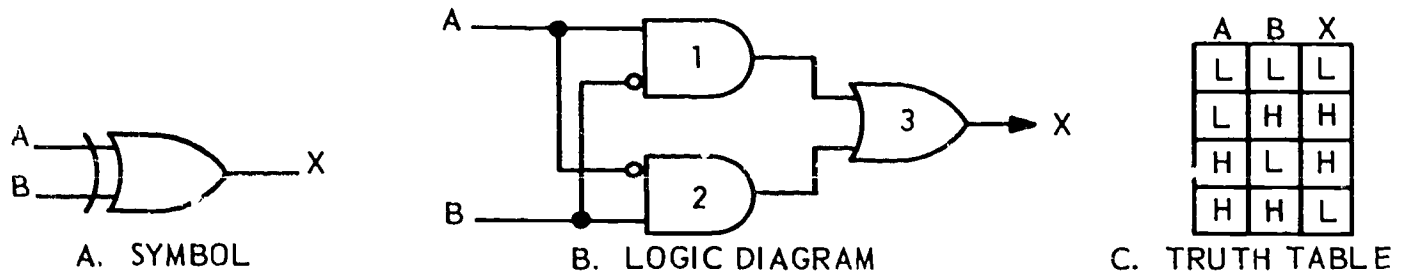 A
B
X
A. SYMBOL
A
B
1
2
3
X
B. LOGIC DIAGRAM
A B X
L L L
L H H
H L H
H H L
C. TRUTH TABLE